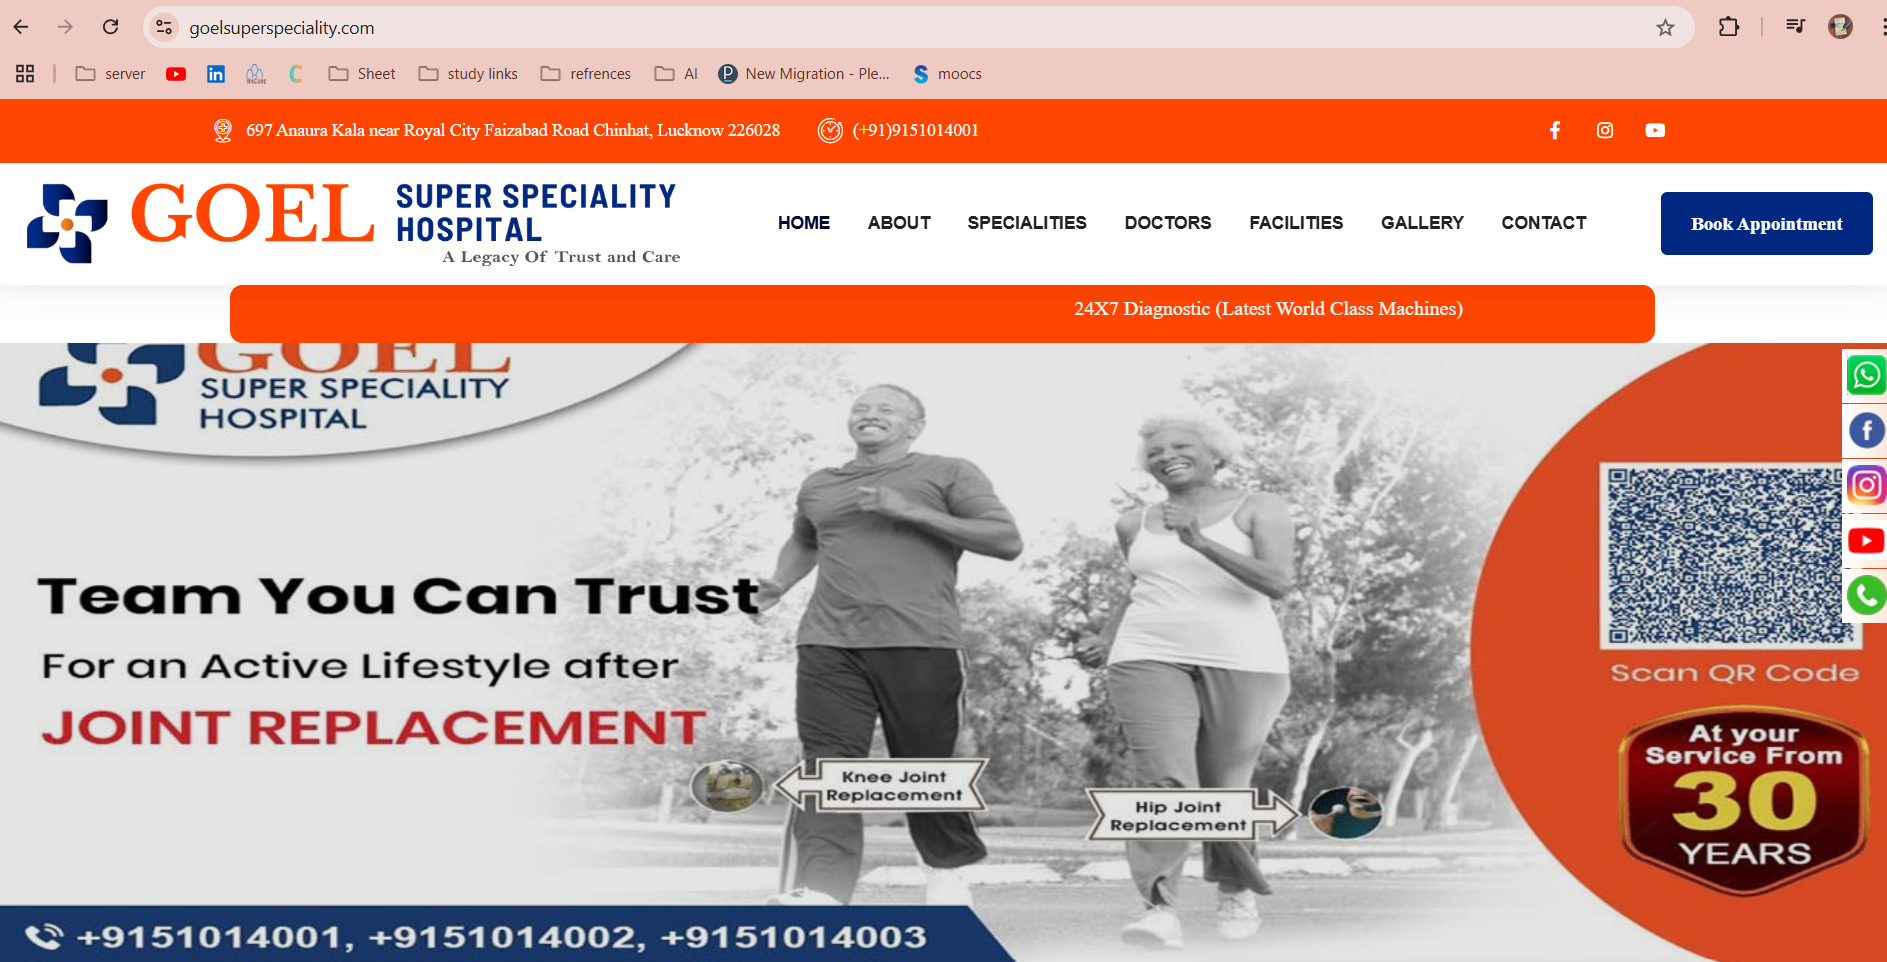 goelsuperspeciality.com
server
Sheet
study links
refrences
AI
New Migration - Ple...
moocs
697 Anaura Kala near Royal City Faizabad Road Chinhat, Lucknow 226028
(+91)9151014001
GOEL
SUPER SPECIALITY
HOSPITAL
A Legacy Of Trust and Care
HOME
ABOUT
SPECIALITIES
DOCTORS
FACILITIES
GALLERY
CONTACT
Book Appointment
24X7 Diagnostic (Latest World Class Machines)
GOEL
SUPER SPECIALITY
HOSPITAL
Team You Can Trust
For an Active Lifestyle after
JOINT REPLACEMENT
Knee Joint
Replacement
Hip Joint
Replacement
Scan QR Code
At your
Service From
30
YEARS
+9151014001, +9151014002, +9151014003